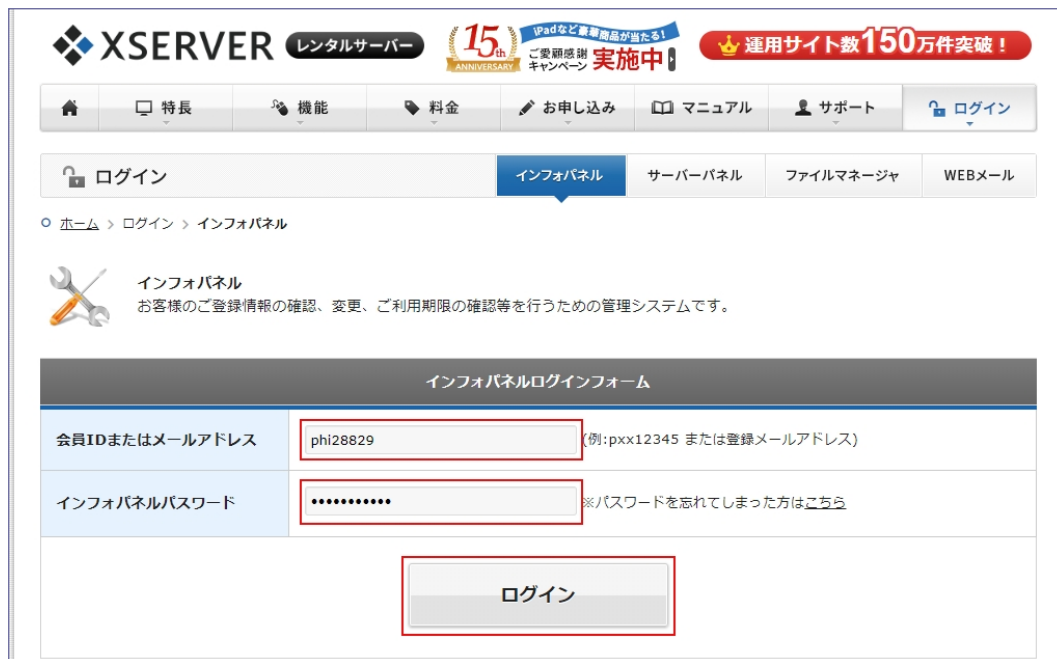 XSERVER レンタルサーバー
15th ANNIVERSARY
iPadなど豪華商品が当たる!
ご愛顧感謝キャンペーン 実施中
運用サイト数150万件突破!
特長 機能 料金 お申し込み マニュアル サポート ログイン
ログイン インフォパネル サーバーパネル ファイルマネージャ WEBメール
ホーム > ログイン > インフォパネル
インフォパネル
お客様のご登録情報の確認、変更、ご利用期限の確認等を行うための管理システムです。
インフォパネルログインフォーム
会員IDまたはメールアドレス phi28829 (例:pxx12345 または登録メールアドレス)
インフォパネルパスワード ••••••••••• ※パスワードを忘れてしまった方はこちら
ログイン